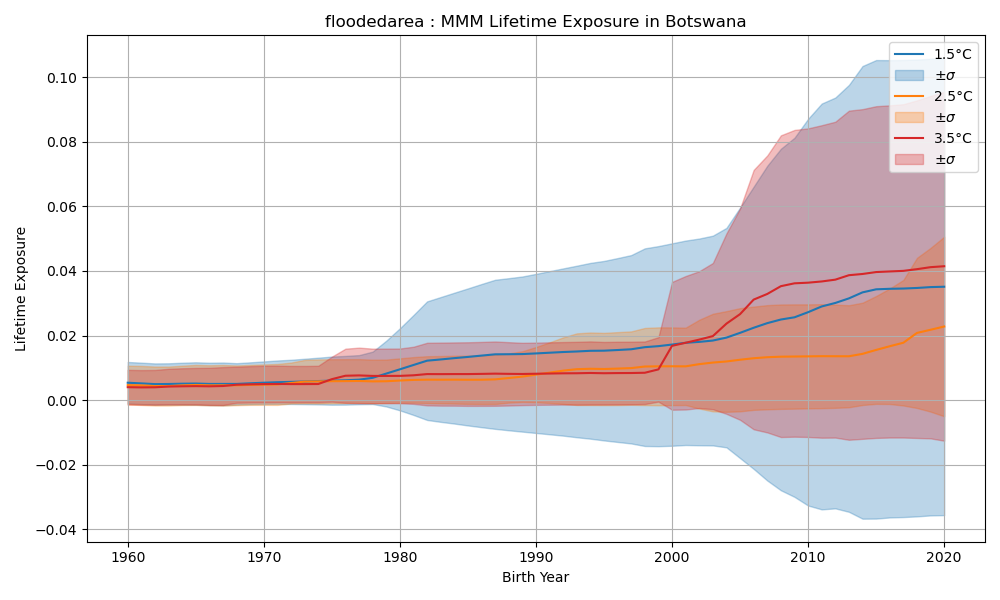 floodedarea : MMM Lifetime Exposure in Botswana
Lifetime Exposure
0.10
0.08
0.06
0.04
0.02
0.00
−0.02
−0.04
1960
1970
1980
1990
2000
2010
2020
Birth Year
1.5°C
±σ
2.5°C
±σ
3.5°C
±σ